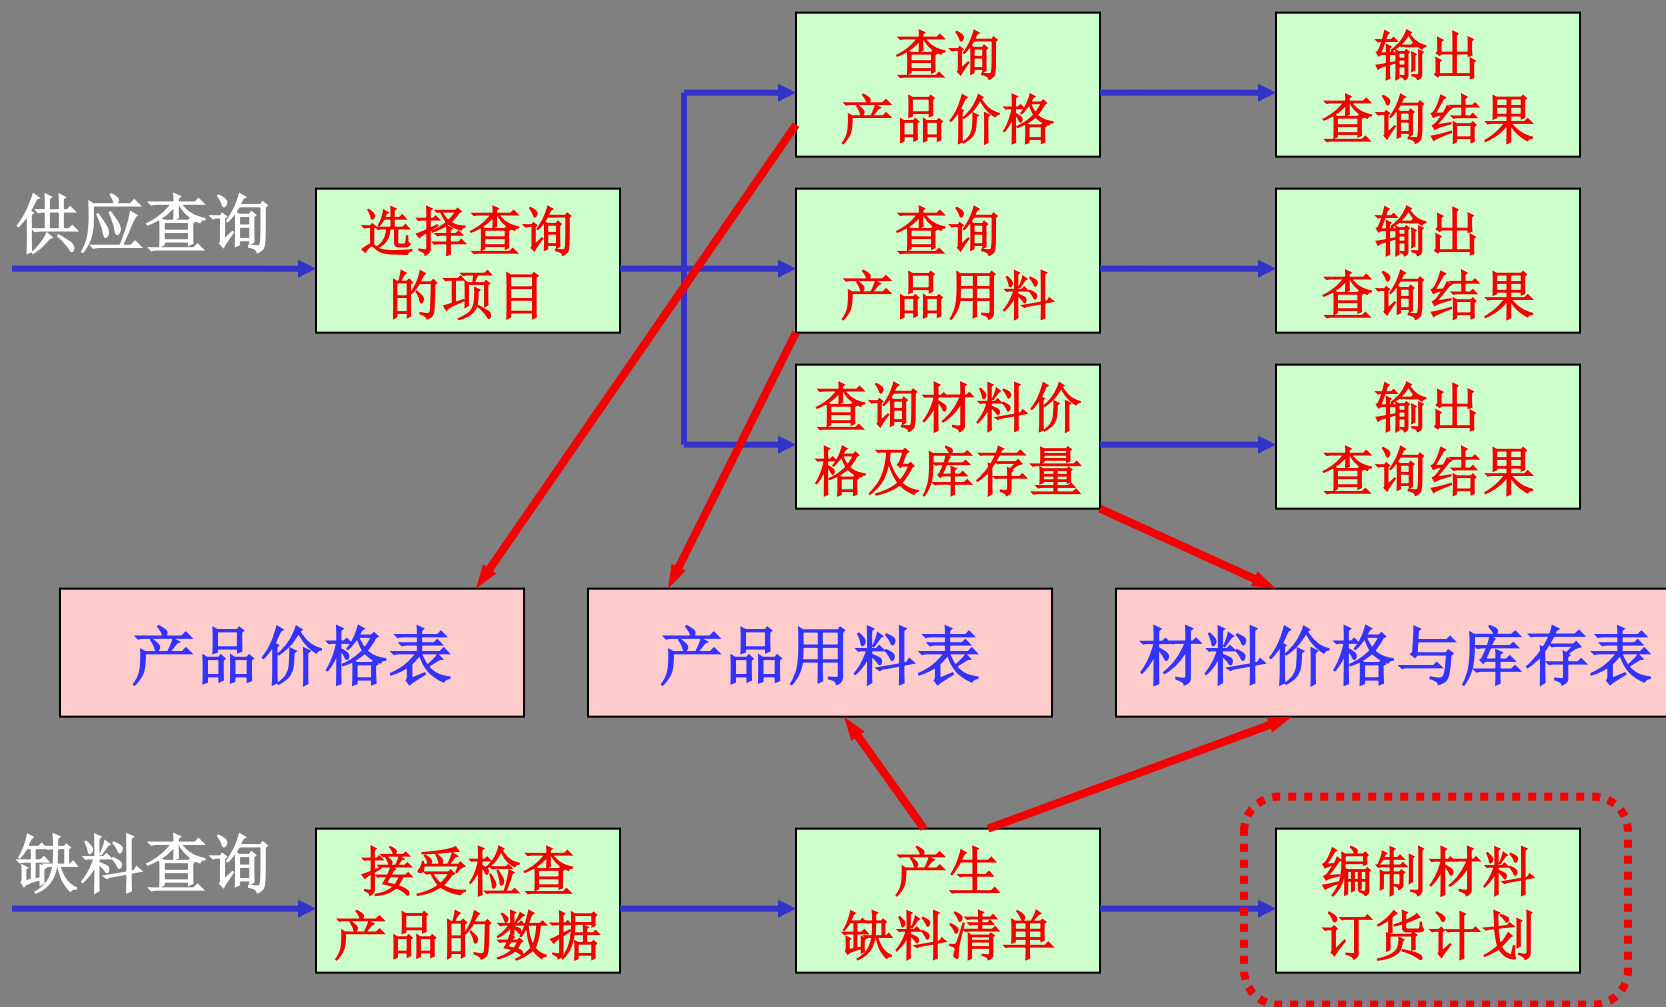 查询
产品价格
输出
查询结果
供应查询
选择查询
的项目
查询
产品用料
输出
查询结果
查询材料价
格及库存量
输出
查询结果
产品价格表
产品用料表
材料价格与库存表
缺料查询
接受检查
产品的数据
产生
缺料清单
编制材料
订货计划